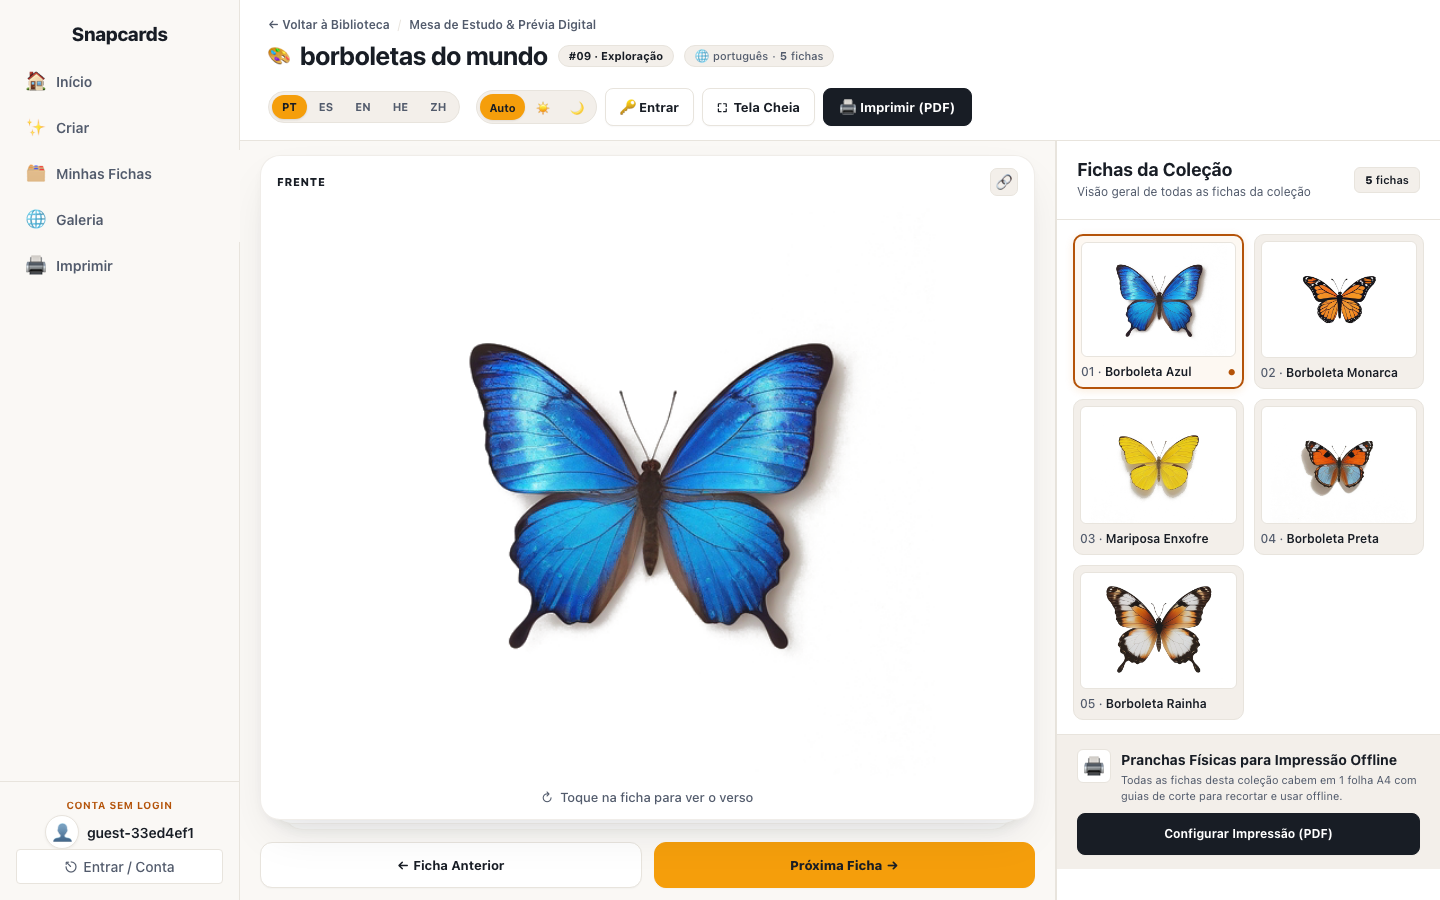 Snapcards
Início
Criar
Minhas Fichas
Galeria
Imprimir
CONTA SEM LOGIN
guest-33ed4ef1
Entrar / Conta
← Voltar à Biblioteca / Mesa de Estudo & Prévia Digital
borboletas do mundo
#09 · Exploração
português · 5 fichas
PT ES EN HE ZH
Auto
Entrar
Tela Cheia
Imprimir (PDF)
FRENTE
↻ Toque na ficha para ver o verso
← Ficha Anterior
Próxima Ficha →
Fichas da Coleção
Visão geral de todas as fichas da coleção
5 fichas
01 · Borboleta Azul
02 · Borboleta Monarca
03 · Mariposa Enxofre
04 · Borboleta Preta
05 · Borboleta Rainha
Pranchas Físicas para Impressão Offline
Todas as fichas desta coleção cabem em 1 folha A4 com
guias de corte para recortar e usar offline.
Configurar Impressão (PDF)